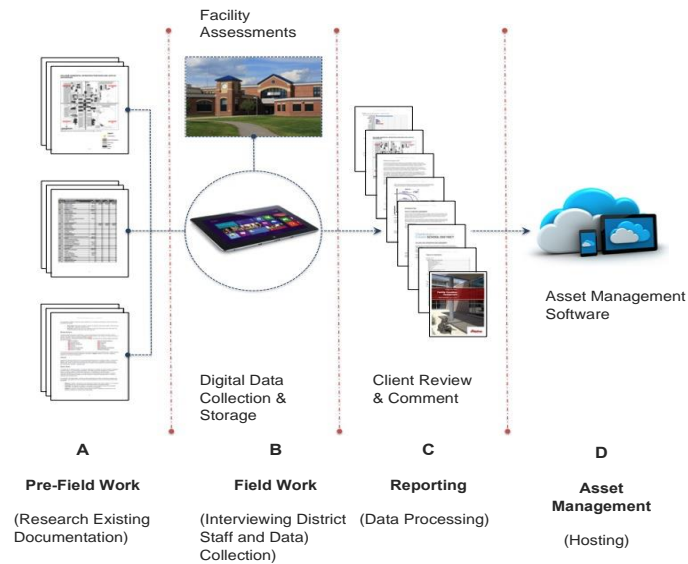 Facility
Assessments
Digital Data
Collection &
Storage
Client Review
& Comment
Asset Management
Software
A
Pre-Field Work
(Research Existing
Documentation)
B
Field Work
(Interviewing District
Staff and Data)
Collection)
C
Reporting
(Data Processing)
D
Asset
Management
(Hosting)